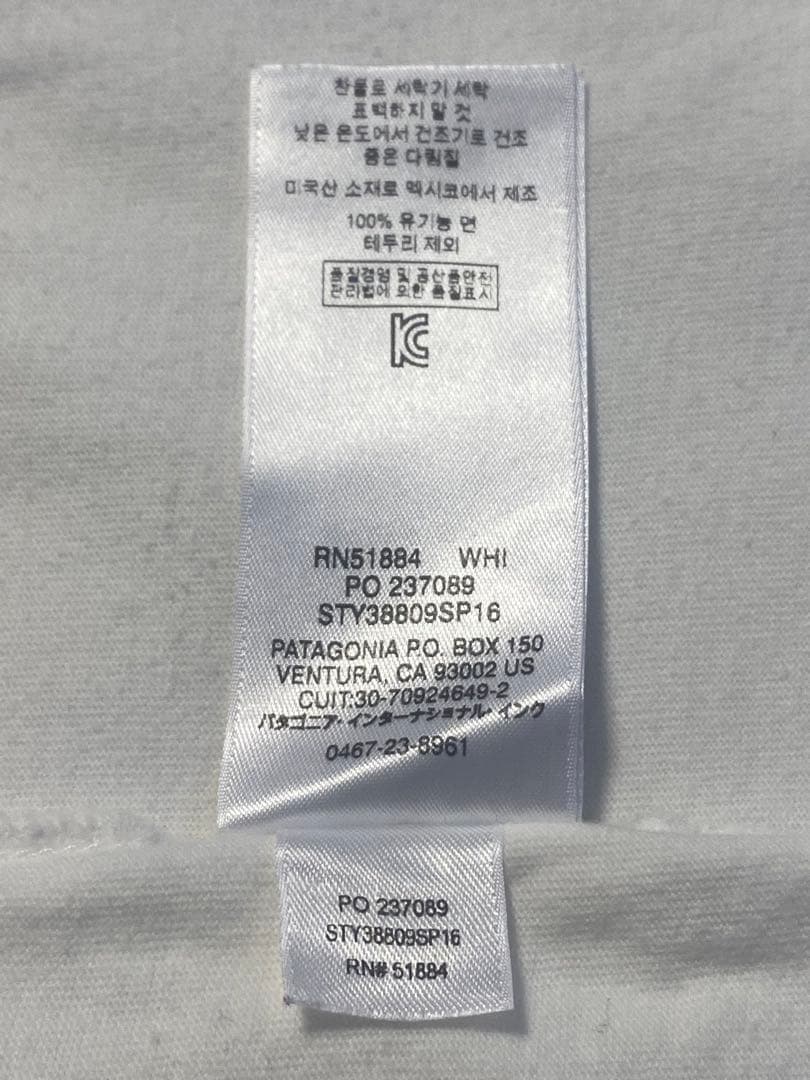 찬물로 세탁기 세탁
표백하지 말 것
낮은 온도에서 건조기로 건조
줌은 다림질
미국산 소재로 멕시코에서 제조
100% 유기농 면
테두리 제외
품질경영 및 공산품안전
관리법에 의한 품질표시
KC
RN51884 WHI
PO 237089
STY38809SP16
PATAGONIA P.O. BOX 150
VENTURA, CA 93002 US
CUIT:30-70924649-2
パタゴニア・インターナショナル・インク
0467-23-8961
PO 237089
STY38809SP16
RN# 51884